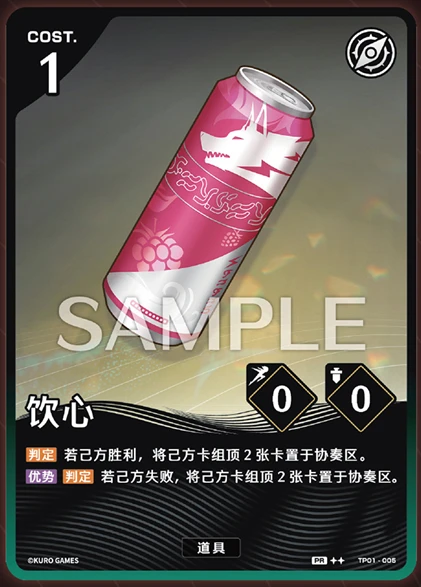 COST.
1
SAMPLE
饮心
0
0
判定 若己方胜利，将己方卡组顶2张卡置于协奏区。
优势 判定 若己方失败，将己方卡组顶2张卡置于协奏区。
道具
©KURO GAMES
PR
TP01-005